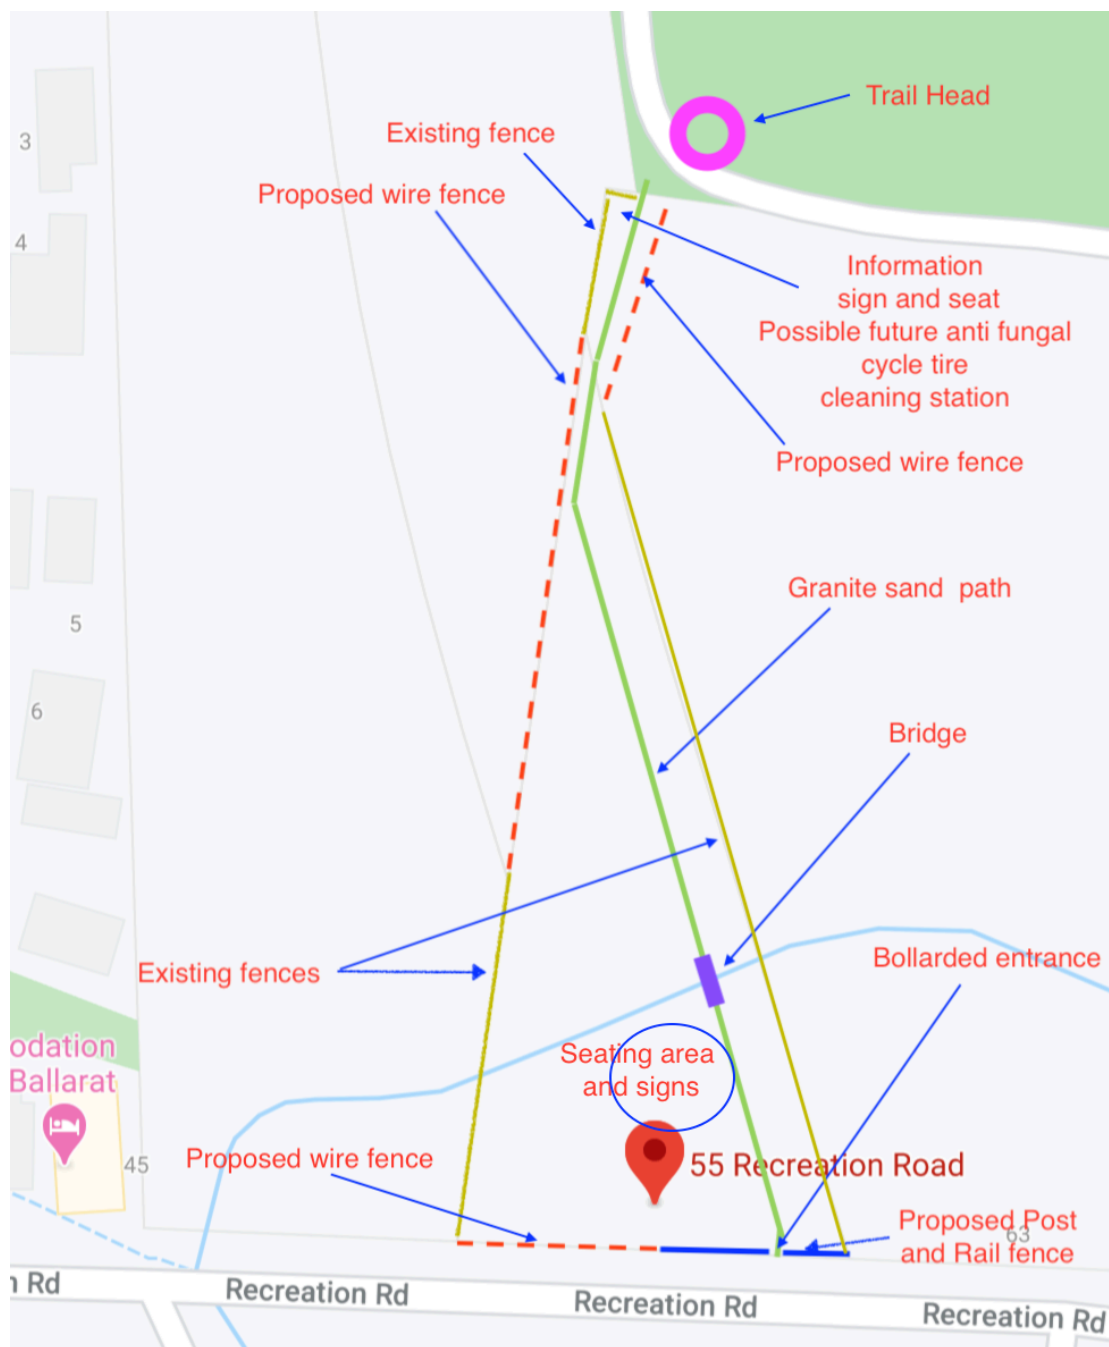 Trail Head
3
Existing fence
Proposed wire fence
4
Information
sign and seat
Possible future anti fungal
cycle tire
cleaning station
Proposed wire fence
Granite sand path
5
6
Bridge
Bollarded entrance
Existing fences
odation
Ballarat
Seating area
and signs
45
Proposed wire fence
55 Recreation Road
Proposed Post
63
and Rail fence
n Rd
Recreation Rd
Recreation Rd
Recreation Rd